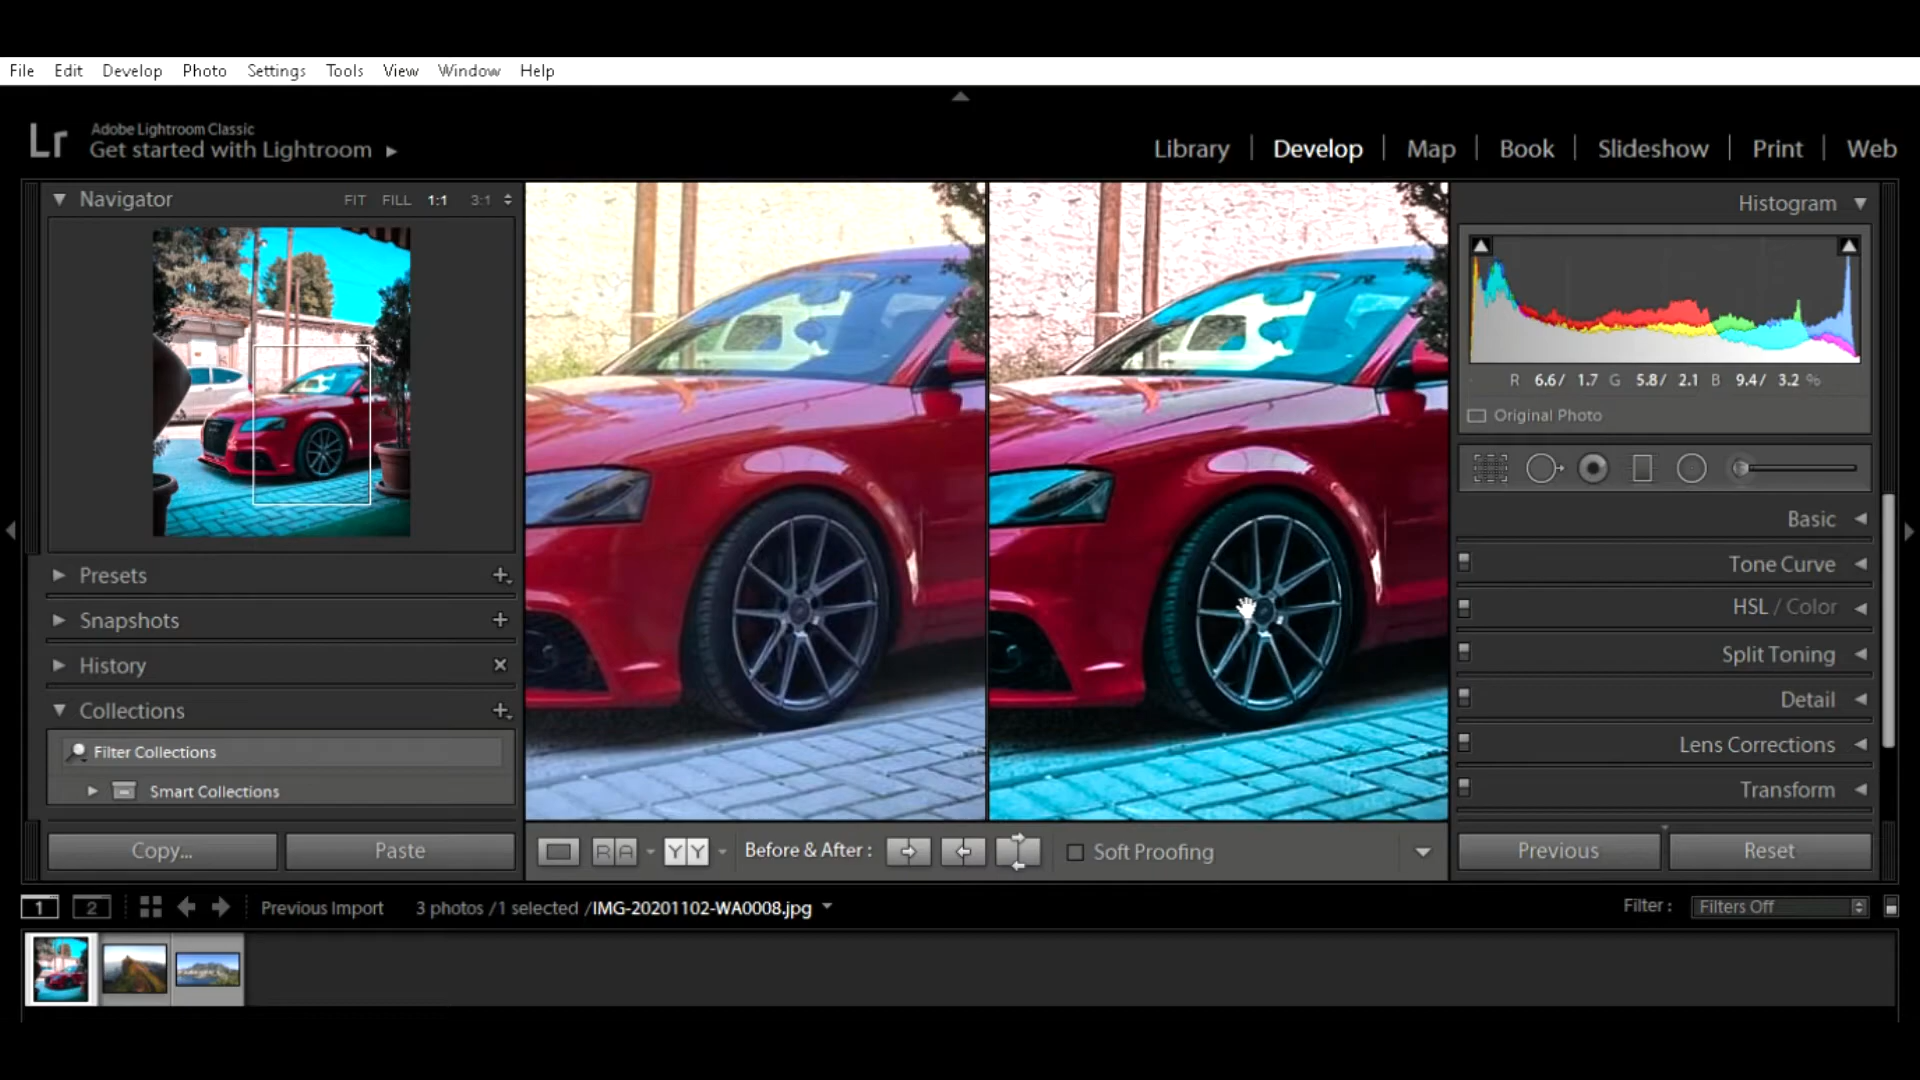 File Edit Develop Photo Settings Tools View Window Help
Lr Adobe Lightroom Classic
Get started with Lightroom
Library | Develop | Map | Book | Slideshow | Print | Web
Navigator FIT FILL 1:1 3:1
Histogram
R 6.6/ 1.7 G 5.8/ 2.1 B 9.4/ 3.2 %
Original Photo
Basic
Tone Curve
HSL / Color
Split Toning
Detail
Lens Corrections
Transform
Presets
Snapshots
History
Collections
Filter Collections
Smart Collections
Copy... Paste
R A Y Y Before & After : Soft Proofing
Previous Reset
1 2 Previous Import 3 photos /1 selected /IMG-20201102-WA0008.jpg Filter : Filters Off